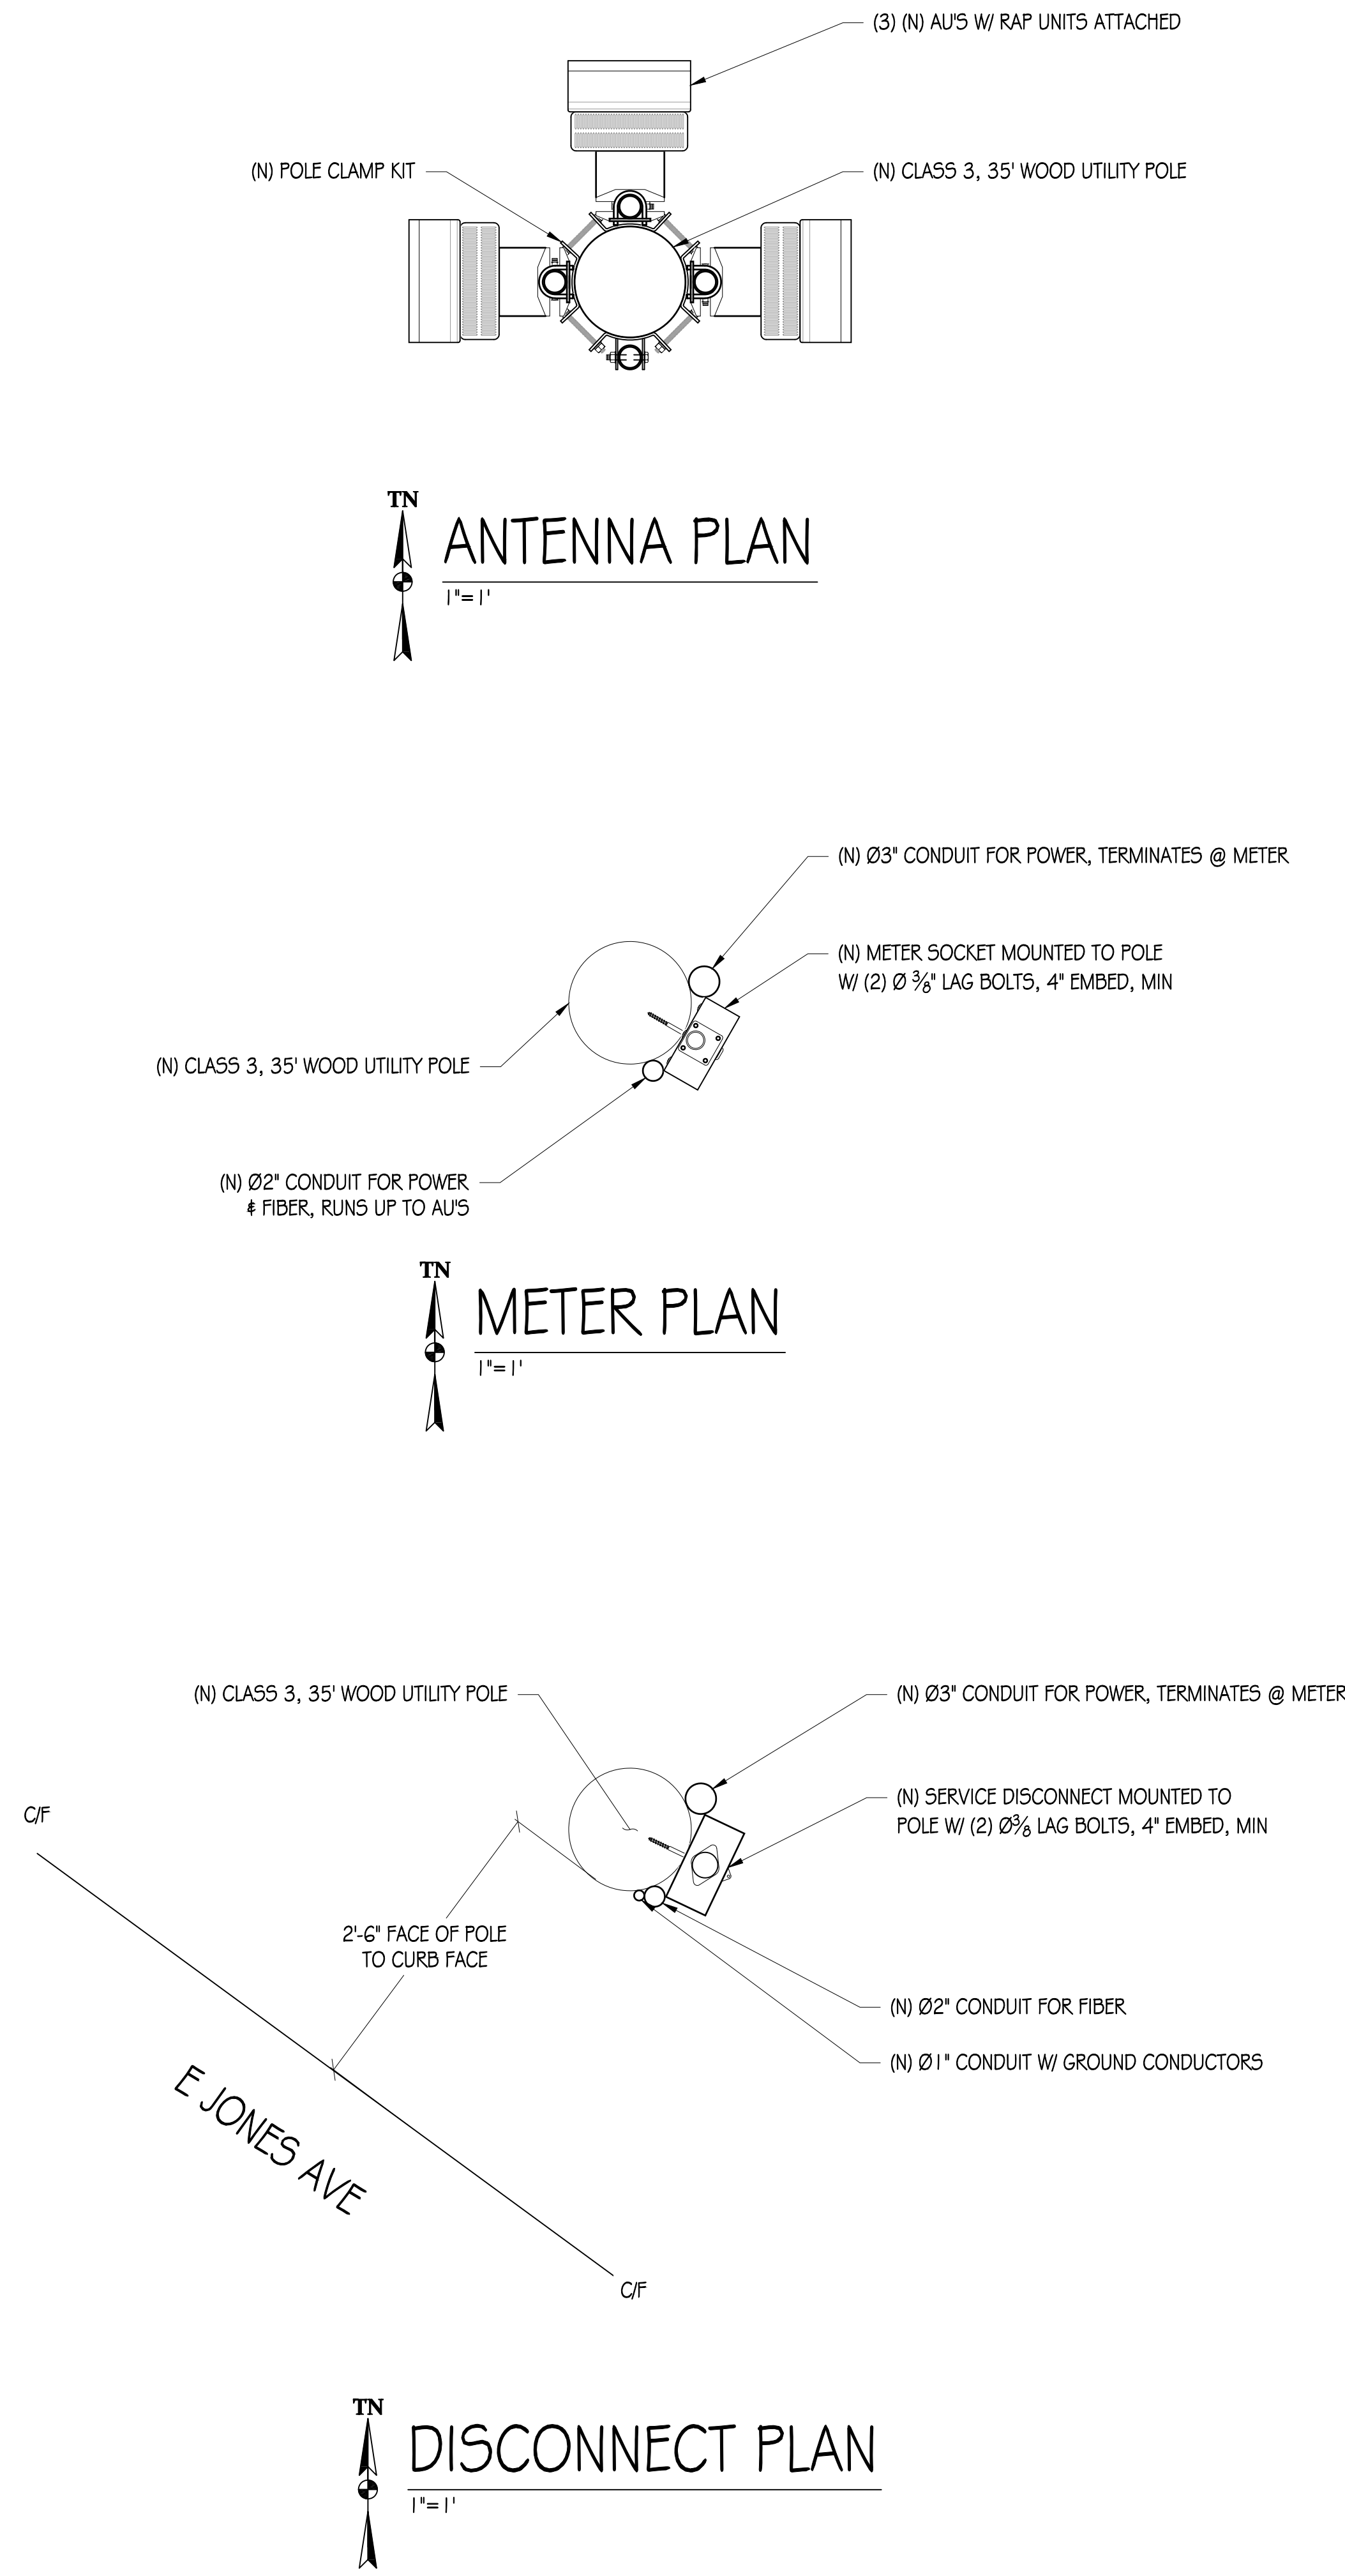 (3) (N) AU'S W/ RAP UNITS ATTACHED
(N) POLE CLAMP KIT
(N) CLASS 3, 35' WOOD UTILITY POLE
TN
ANTENNA PLAN
1"=1'
(N) Ø3" CONDUIT FOR POWER, TERMINATES @ METER
(N) METER SOCKET MOUNTED TO POLE
W/ (2) Ø 3/8" LAG BOLTS, 4" EMBED, MIN
(N) CLASS 3, 35' WOOD UTILITY POLE
(N) Ø2" CONDUIT FOR POWER
& FIBER, RUNS UP TO AU'S
TN
METER PLAN
1"=1'
(N) CLASS 3, 35' WOOD UTILITY POLE
(N) Ø3" CONDUIT FOR POWER, TERMINATES @ METER
(N) SERVICE DISCONNECT MOUNTED TO
POLE W/ (2) Ø3/8 LAG BOLTS, 4" EMBED, MIN
C/F
2'-6" FACE OF POLE
TO CURB FACE
(N) Ø2" CONDUIT FOR FIBER
(N) Ø1" CONDUIT W/ GROUND CONDUCTORS
E JONES AVE
C/F
TN
DISCONNECT PLAN
1"=1'